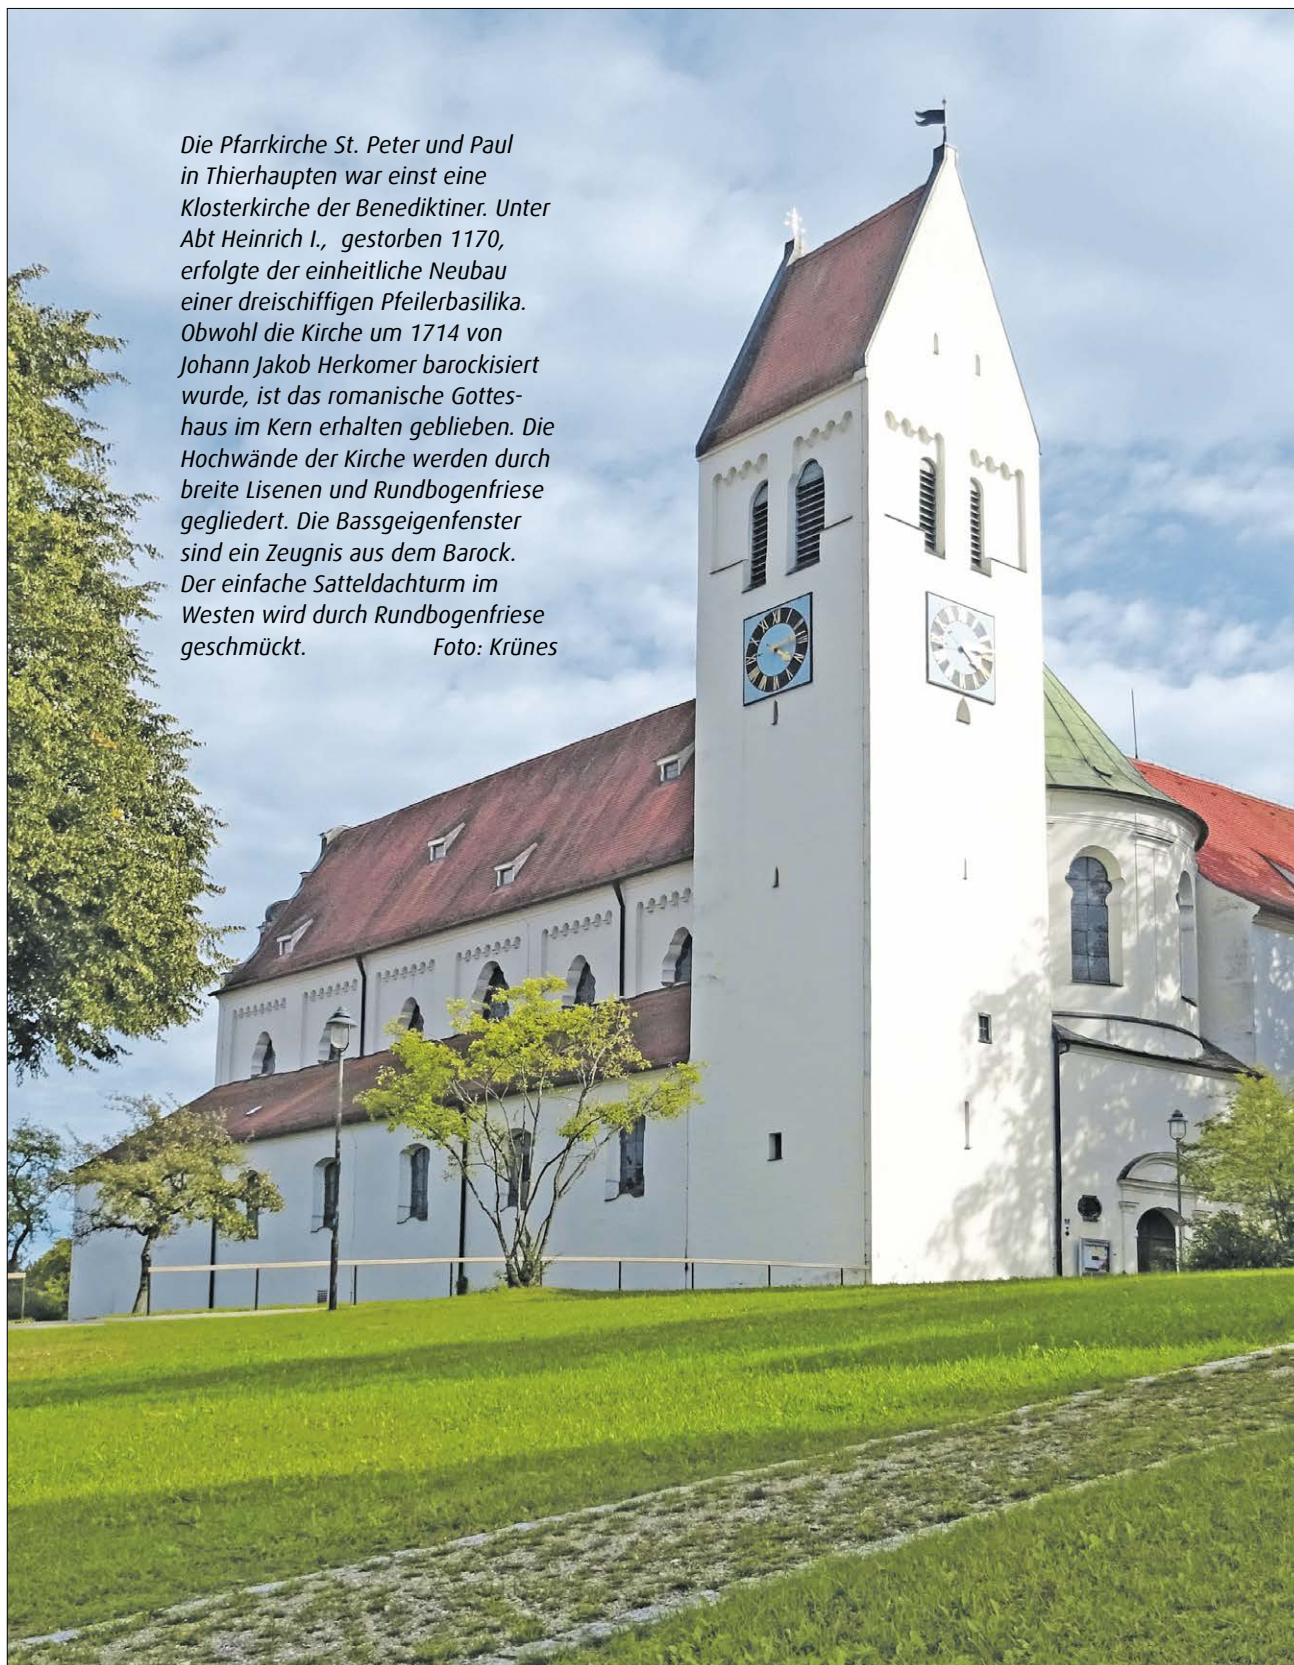 Die Pfarrkirche St. Peter und Paul
in Thierhaupten war einst eine
Klosterkirche der Benediktiner. Unter
Abt Heinrich I., gestorben 1170,
erfolgte der einheitliche Neubau
einer dreischiffigen Pfeilerbasilika.
Obwohl die Kirche um 1714 von
Johann Jakob Herkomer barockisiert
wurde, ist das romanische Gottes-
haus im Kern erhalten geblieben. Die
Hochwände der Kirche werden durch
breite Lisenen und Rundbogenfriese
gegliedert. Die Bassgeigenfenster
sind ein Zeugnis aus dem Barock.
Der einfache Satteldachturm im
Westen wird durch Rundbogenfriese
geschmückt. Foto: Krünes